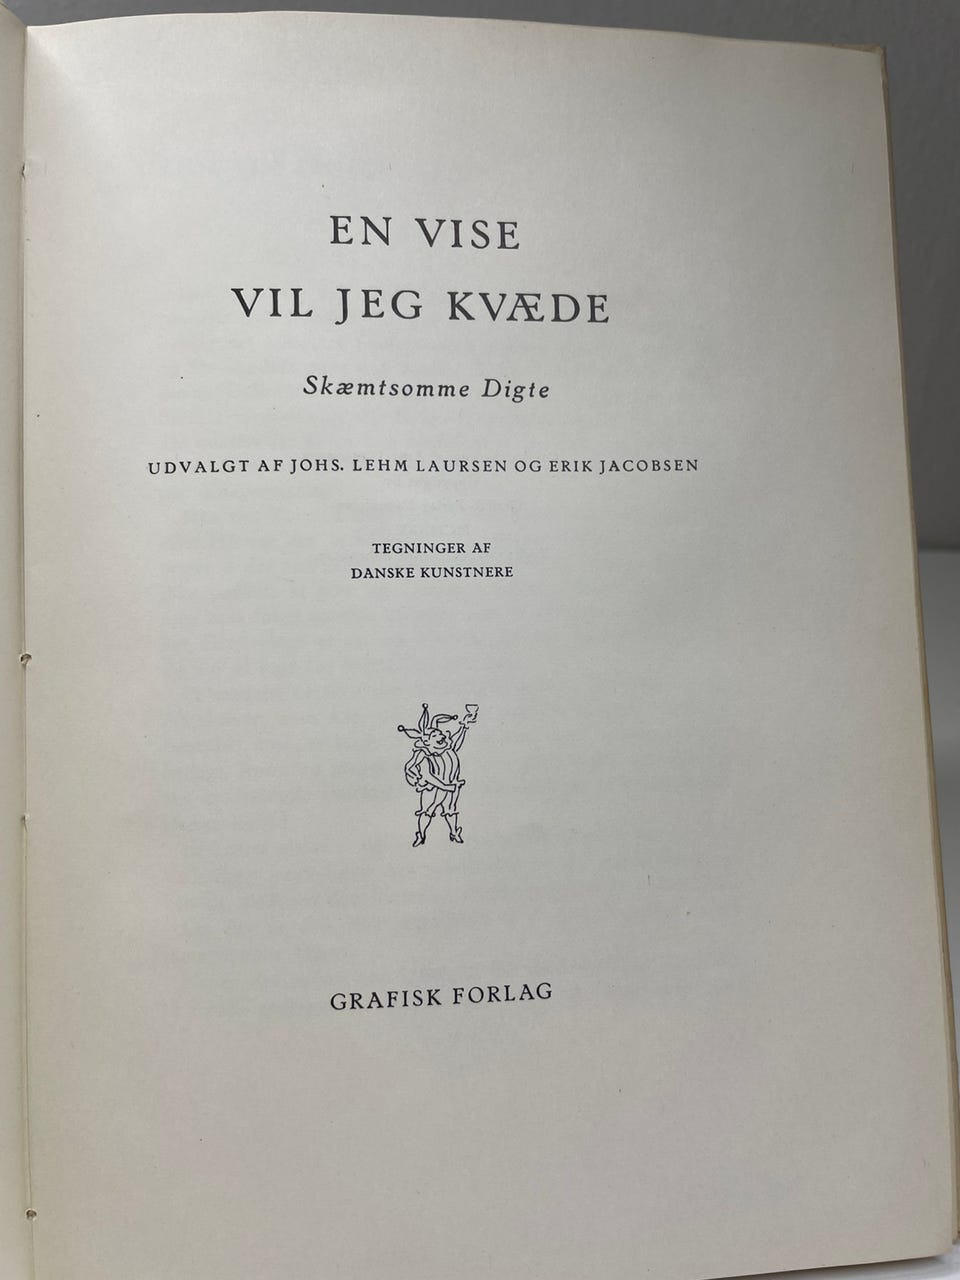 EN VISE
VIL JEG KVÆDE
Skæmtsomme Digte
UDVALGT AF JOHS. LEHM LAURSEN OG ERIK JACOBSEN
TEGNINGER AF
DANSKE KUNSTNERE
GRAFISK FORLAG